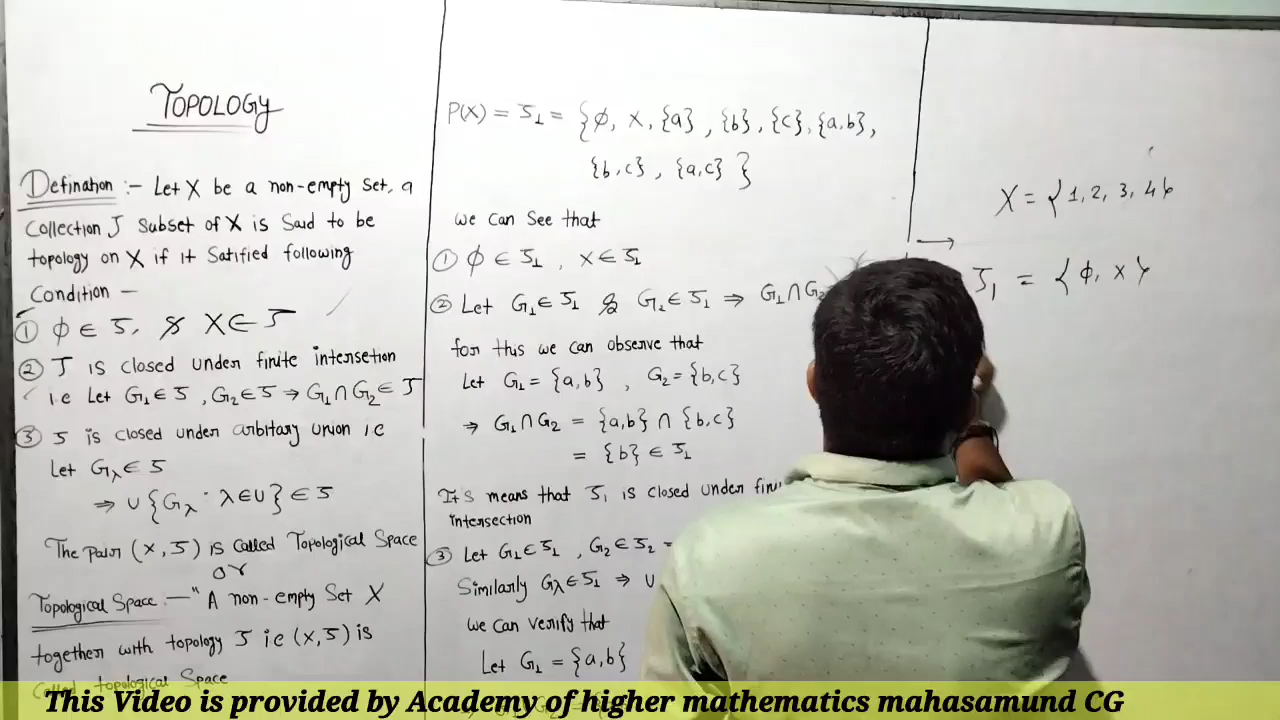 TOPOLOGY
Defination :- Let X be a non-empty Set, a
Collection J Subset of X is Said to be
topology on X if it Satified following
Condition —
① ϕ ∈ J, & X ∈ J
② J is closed under finite intersetion
i.e Let G₁ ∈ J, G₂ ∈ J ⇒ G₁ ∩ G₂ ∈ J
③ J is closed under arbitary union i.e
Let G_λ ∈ J
⇒ ∪{G_λ : λ ∈ U} ∈ J
The pair (X, J) is called Topological Space
or
Topological Space — "A non-empty Set X
together with topology J i.e (X, J) is
Called topological Space
P(X) = J₁ = {ϕ, X, {a}, {b}, {c}, {a,b},
{b,c}, {a,c}}
we can See that
① ϕ ∈ J₁, X ∈ J₁
② Let G₁ ∈ J₁ & G₂ ∈ J₁ ⇒ G₁ ∩ G₂
for this we can observe that
Let G₁ = {a,b}, G₂ = {b,c}
⇒ G₁ ∩ G₂ = {a,b} ∩ {b,c}
= {b} ∈ J₁
Its means that J₁ is closed under
intersection
③ Let G₁ ∈ J₁, G₂ ∈ J₂ =
Similarly G_λ ∈ J₁ ⇒ ∪
we can verify that
Let G₁ = {a,b}
X = {1, 2, 3, 4}
J₁ = {ϕ, X}
This Video is provided by Academy of higher mathematics mahasamund CG